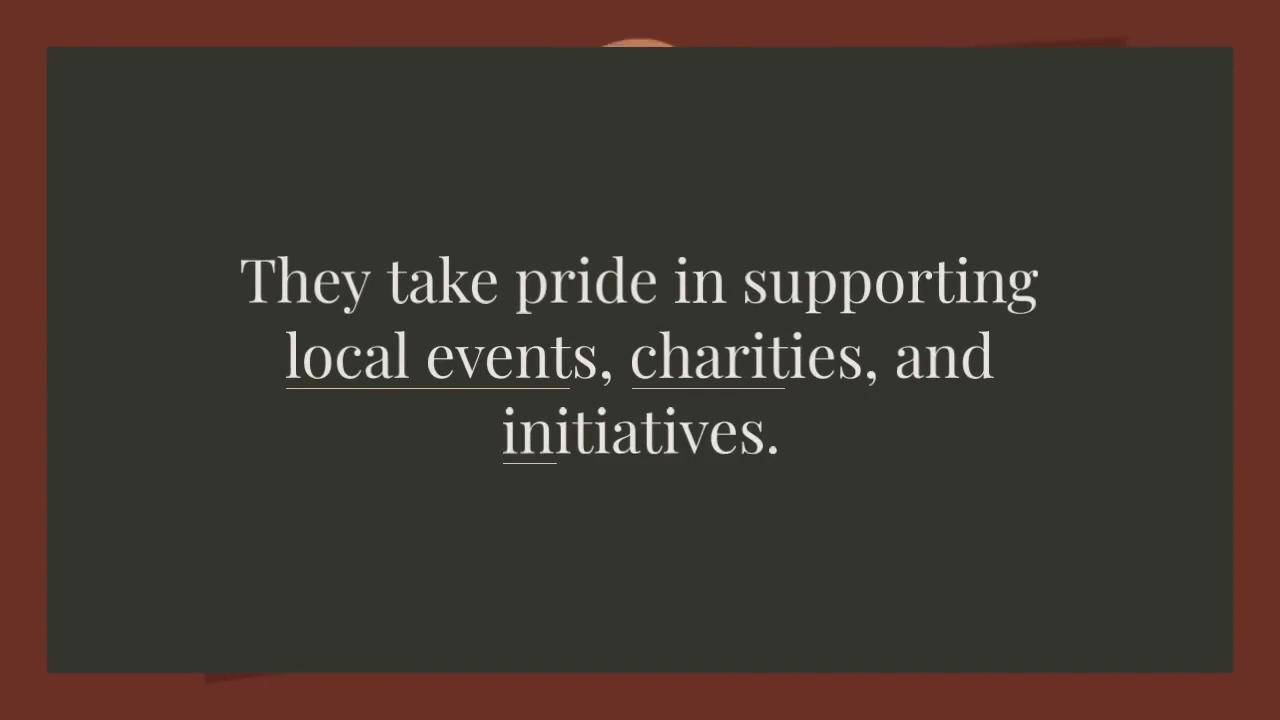 They take pride in supporting
local events, charities, and
initiatives.